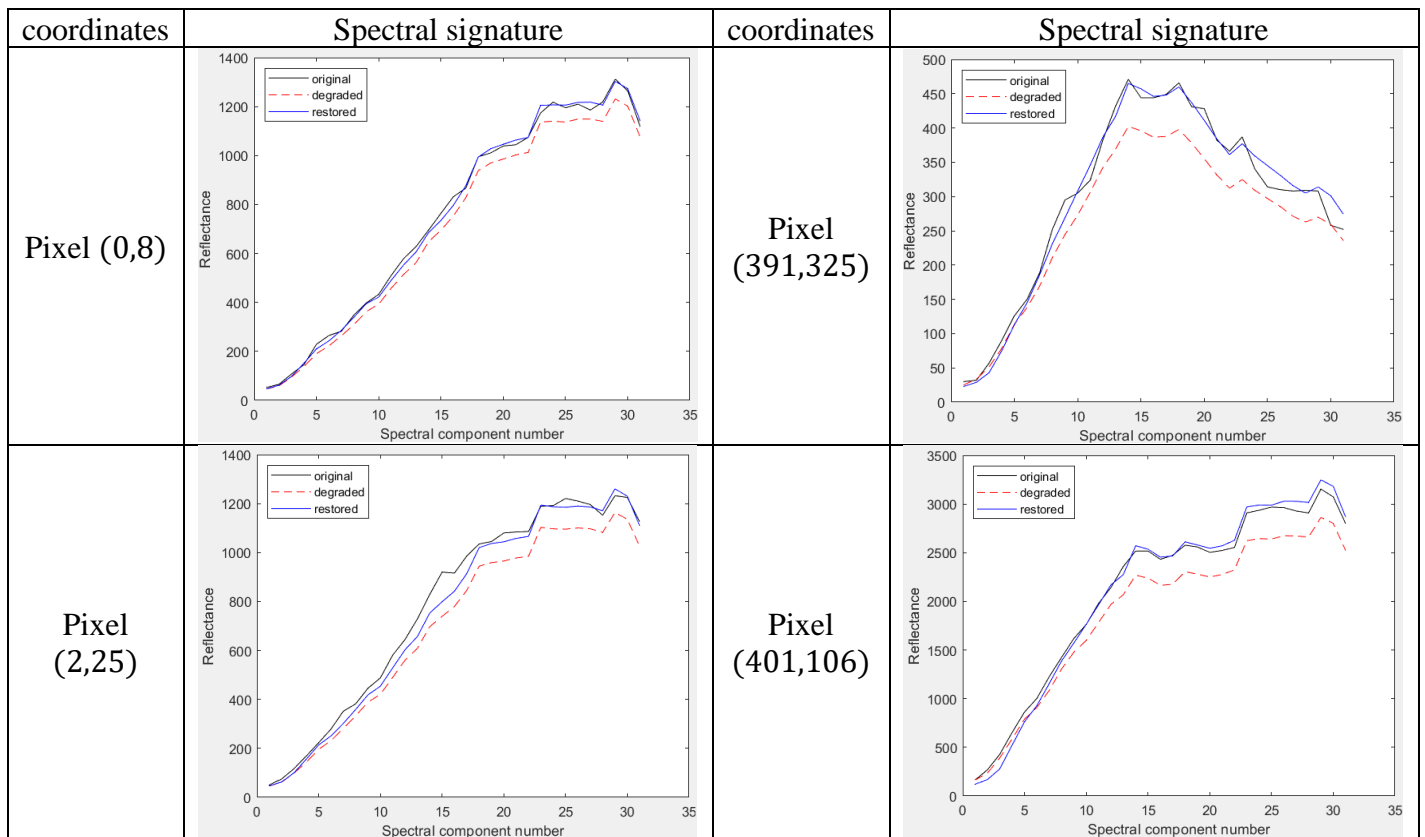 coordinates Spectral signature coordinates Spectral signature
Pixel (0,8)
1400
1200
1000
800
600
400
200
0
Reflectance
original
degraded
restored
0 5 10 15 20 25 30 35
Spectral component number
Pixel
(391,325)
500
450
400
350
300
250
200
150
100
50
0
Reflectance
original
degraded
restored
0 5 10 15 20 25 30 35
Spectral component number
Pixel
(2,25)
1400
1200
1000
800
600
400
200
0
Reflectance
original
degraded
restored
0 5 10 15 20 25 30 35
Spectral component number
Pixel
(401,106)
3500
3000
2500
2000
1500
1000
500
0
Reflectance
original
degraded
restored
0 5 10 15 20 25 30 35
Spectral component number